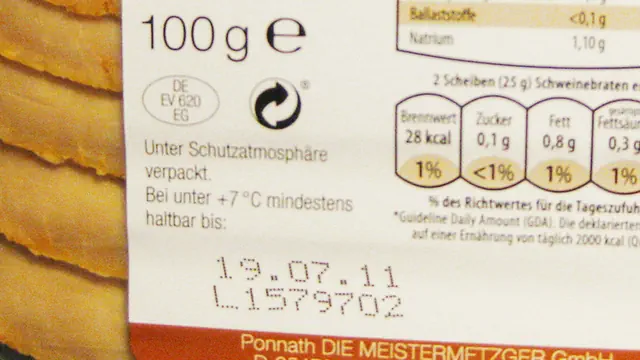 100 g ℮
DE
EV 620
EG
®
Unter Schutzatmosphäre
verpackt.
Bei unter +7 °C mindestens
haltbar bis:
19.07.11
L1579702
Ballaststoffe <0,1 g
Natrium 1,10 g
2 Scheiben (25 g) Schweinebraten
Brennwert Zucker Fett
28 kcal 0,1 g 0,8 g 0,3 g
1% <1% 1% 1%
% des Richtwertes für die Tageszufuh
*Guideline Daily Amount (GDA). Die deklarierten
auf einer Ernährung von täglich 2000 kcal
Ponnath DIE MEISTERMETZGER GmbH